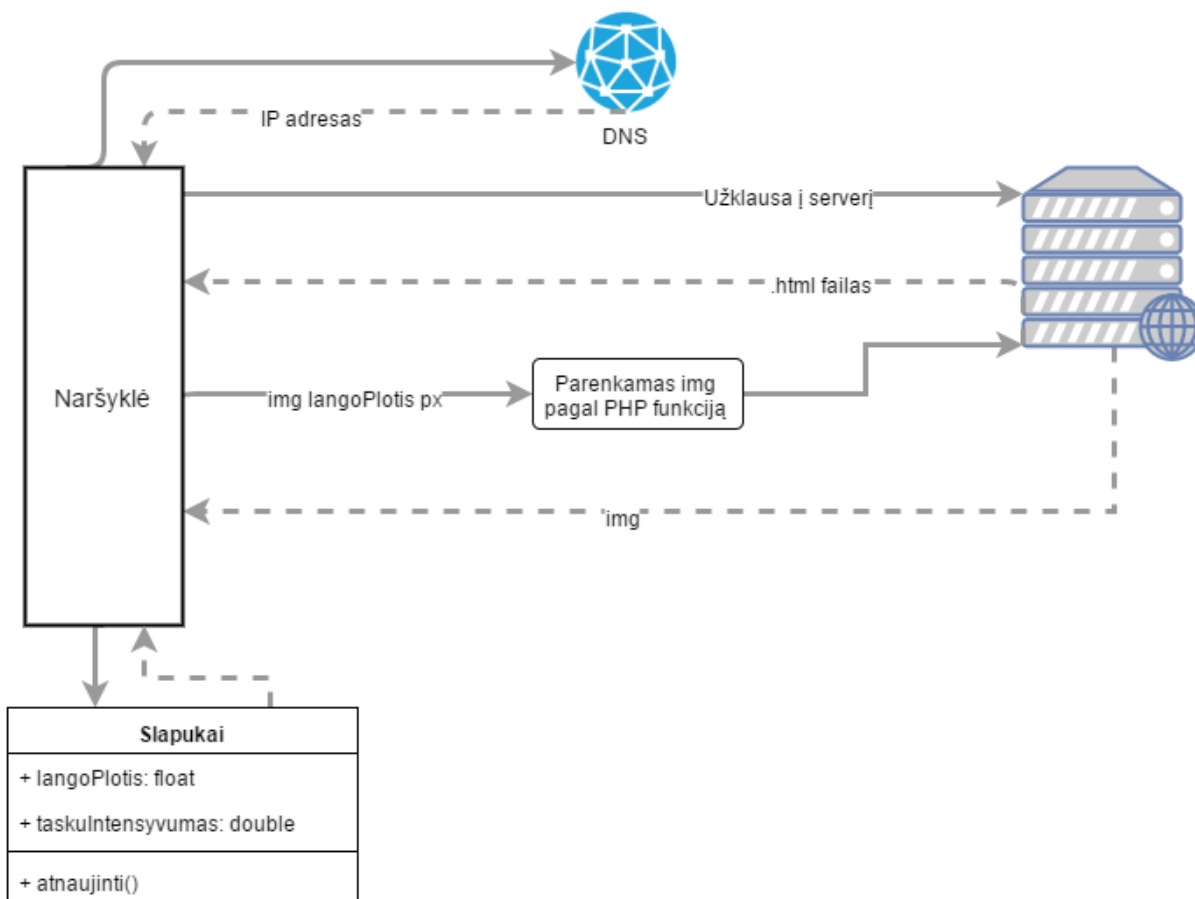 IP adresas
DNS
Užklausa į serverį
.html failas
Naršyklė
img langoPlotis px
Parenkamas img
pagal PHP funkciją
img
Slapukai
+ langoPlotis: float
+ taskuIntensyvumas: double
+ atnaujinti()